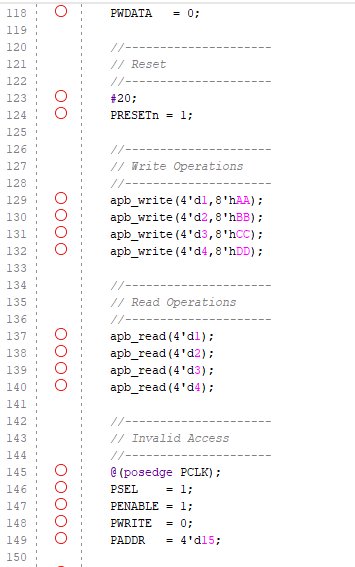 118 PWDATA   = 0;
119
120 //----------------------
121 // Reset
122 //----------------------
123 #20;
124 PRESETn = 1;
125
126 //----------------------
127 // Write Operations
128 //----------------------
129 apb_write(4'd1,8'hAA);
130 apb_write(4'd2,8'hBB);
131 apb_write(4'd3,8'hCC);
132 apb_write(4'd4,8'hDD);
133
134 //----------------------
135 // Read Operations
136 //----------------------
137 apb_read(4'd1);
138 apb_read(4'd2);
139 apb_read(4'd3);
140 apb_read(4'd4);
141
142 //----------------------
143 // Invalid Access
144 //----------------------
145 @(posedge PCLK);
146 PSEL    = 1;
147 PENABLE = 1;
148 PWRITE  = 0;
149 PADDR   = 4'd15;
150